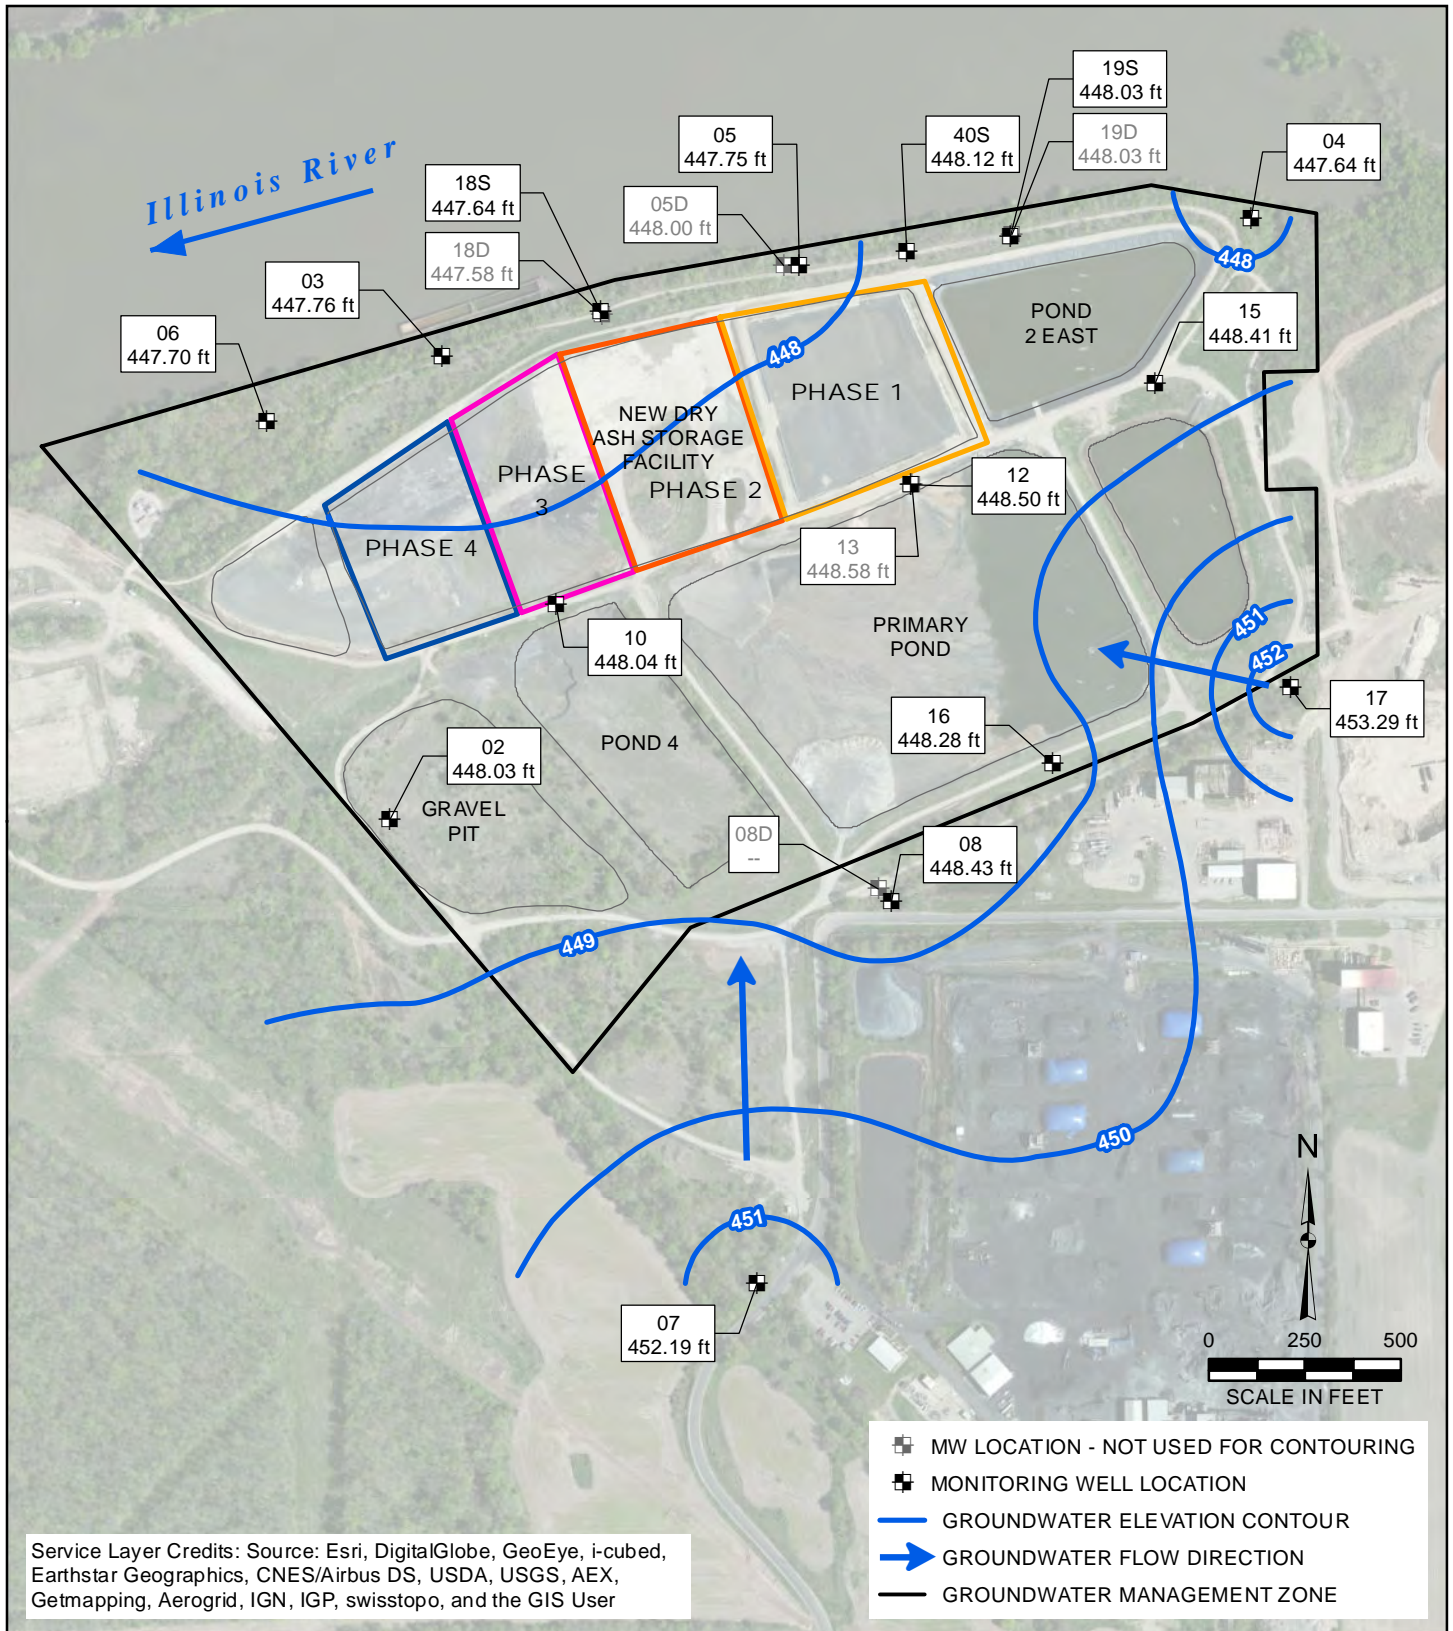 19S
448.03 ft
05
447.75 ft
40S
448.12 ft
19D
448.03 ft
04
447.64 ft
Illinois River
18S
447.64 ft
05D
448.00 ft
18D
447.58 ft
03
447.76 ft
448
06
447.70 ft
POND
2 EAST
15
448.41 ft
448
PHASE 1
NEW DRY
ASH STORAGE
FACILITY
PHASE
3
PHASE 2
12
448.50 ft
PHASE 4
13
448.58 ft
10
448.04 ft
PRIMARY
POND
451
452
17
453.29 ft
16
448.28 ft
02
448.03 ft
POND 4
GRAVEL
PIT
08D
--
08
448.43 ft
449
450
N
451
07
452.19 ft
0 250 500
SCALE IN FEET
MW LOCATION - NOT USED FOR CONTOURING
MONITORING WELL LOCATION
GROUNDWATER ELEVATION CONTOUR
GROUNDWATER FLOW DIRECTION
GROUNDWATER MANAGEMENT ZONE
Service Layer Credits: Source: Esri, DigitalGlobe, GeoEye, i-cubed,
Earthstar Geographics, CNES/Airbus DS, USDA, USGS, AEX,
Getmapping, Aerogrid, IGN, IGP, swisstopo, and the GIS User